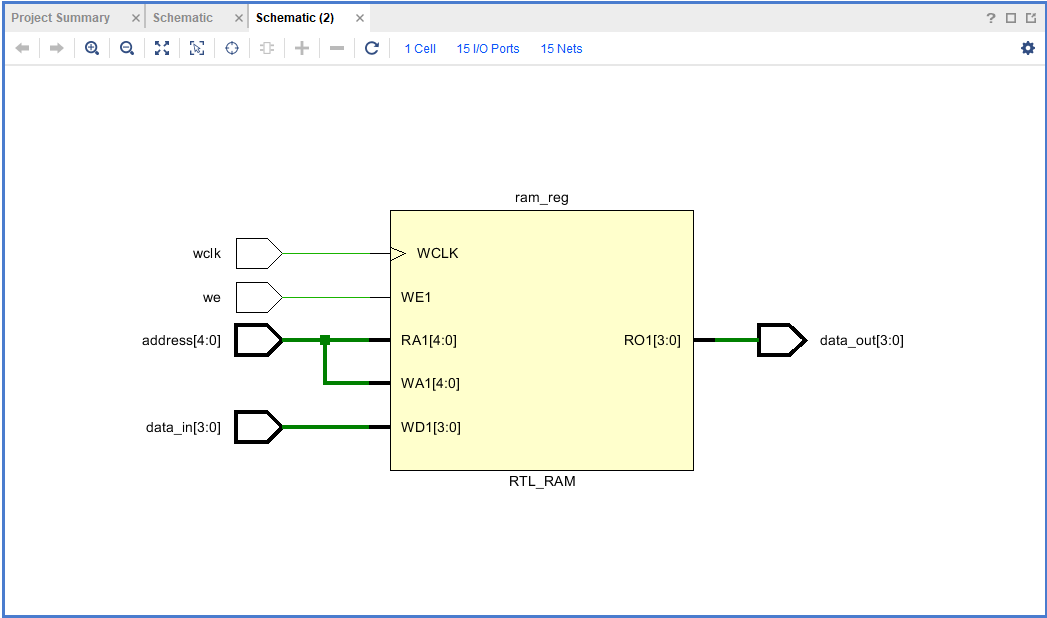 Project Summary × Schematic × Schematic (2) × ?
1 Cell 15 I/O Ports 15 Nets
ram_reg
wclk WCLK
we WE1
address[4:0] RA1[4:0] RO1[3:0] data_out[3:0]
WA1[4:0]
data_in[3:0] WD1[3:0]
RTL_RAM